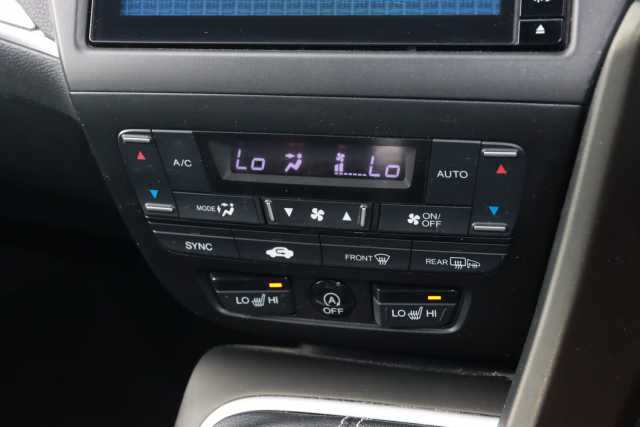 A/C
Lo
Lo
AUTO
MODE
ON/
OFF
SYNC
FRONT
REAR
LO HI
A
OFF
LO HI